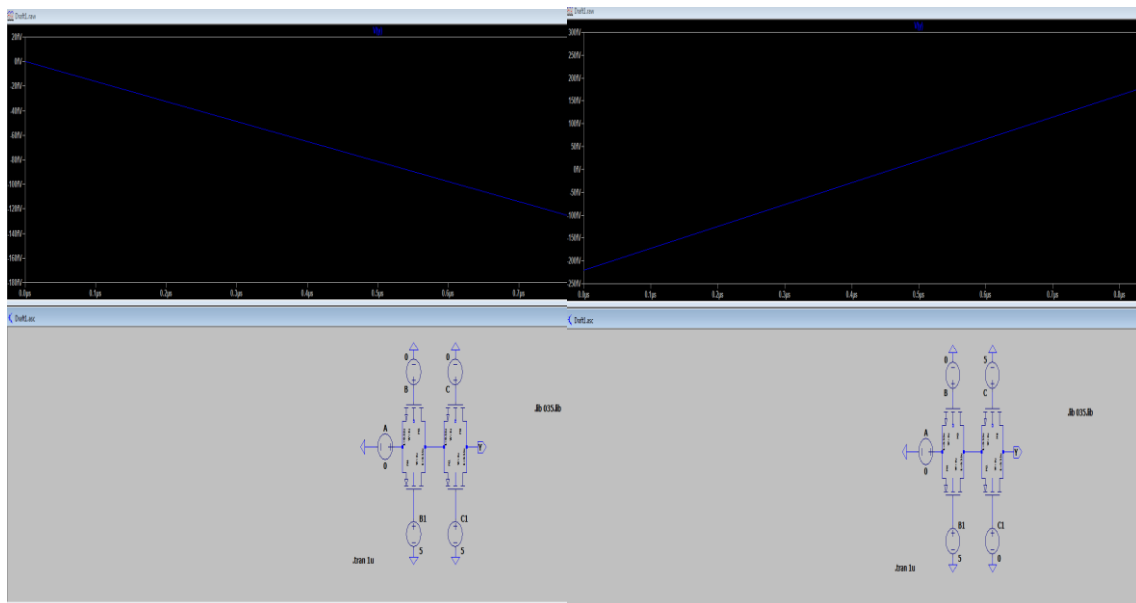 Draft1.raw
20mV
0mV
-20mV
-40mV
-60mV
-80mV
-100mV
-120mV
-140mV
-160mV
-180mV
0.0µs 0.1µs 0.2µs 0.3µs 0.4µs 0.5µs 0.6µs 0.7µs
Draft1.asc
0 0
B C
.lib 035.lib
A
Y
0
B1 C1
5 5
.tran 1u
Draft1.raw
300mV
250mV
200mV
150mV
100mV
50mV
0mV
-50mV
-100mV
-150mV
-200mV
-250mV
0.0µs 0.1µs 0.2µs 0.3µs 0.4µs 0.5µs 0.6µs 0.7µs 0.8µs
Draft1.asc
0 5
B C
.lib 035.lib
A
Y
0
B1 C1
5 0
.tran 1u